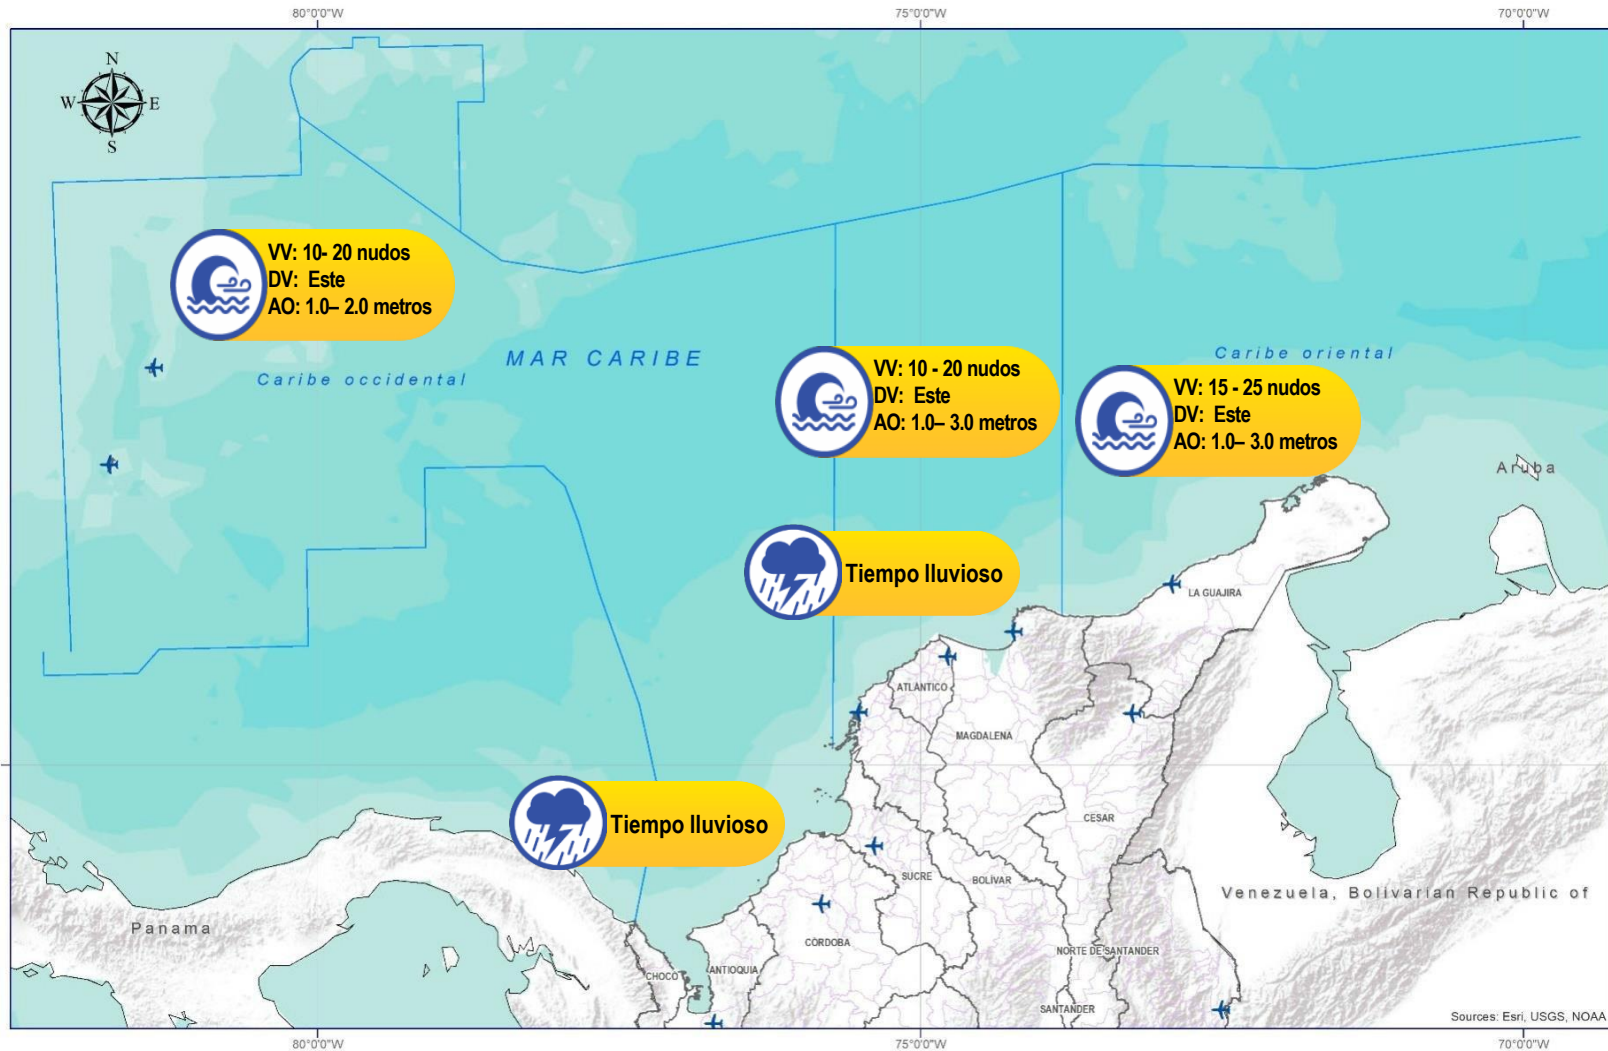 80°0'0"W
75°0'0"W
70°0'0"W
N
W
E
S
VV: 10- 20 nudos
DV:  Este
AO: 1.0– 2.0 metros
MAR CARIBE
Caribe occidental
Caribe oriental
VV: 10 - 20 nudos
DV:  Este
AO: 1.0– 3.0 metros
VV: 15 - 25 nudos
DV:  Este
AO: 1.0– 3.0 metros
Aruba
Tiempo lluvioso
LA GUAJIRA
ATLÁNTICO
MAGDALENA
CESAR
Tiempo lluvioso
SUCRE
BOLÍVAR
Venezuela, Bolivarian Republic of
Panama
CÓRDOBA
NORTE DE SANTANDER
CHOCÓ
ANTIOQUIA
SANTANDER
Sources: Esri, USGS, NOAA
80°0'0"W
75°0'0"W
70°0'0"W